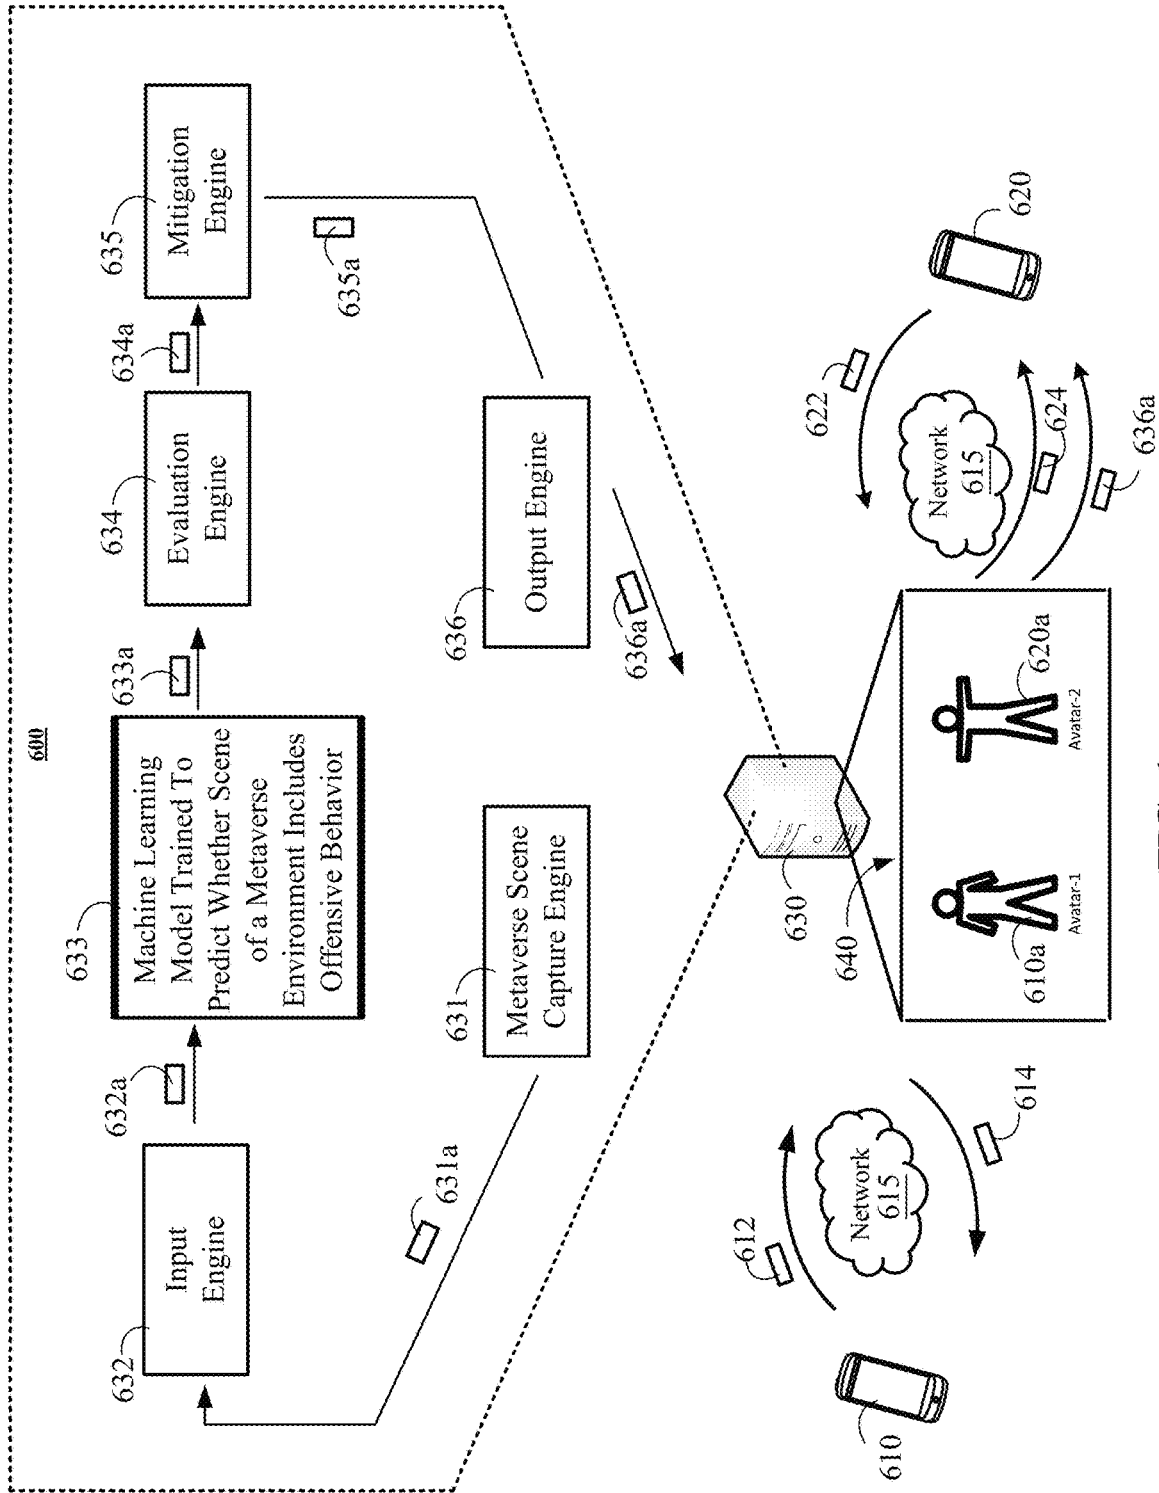 600
632
Input
Engine
632a
633
Machine Learning
Model Trained To
Predict Whether Scene
of a Metaverse
Environment Includes
Offensive Behavior
633a
634
Evaluation
Engine
634a
635
Mitigation
Engine
635a
631a
631
Metaverse Scene
Capture Engine
636
Output Engine
636a
630
640
610
612
Network
615
614
610a
Avatar-1
620a
Avatar-2
622
Network
615
624
636a
620